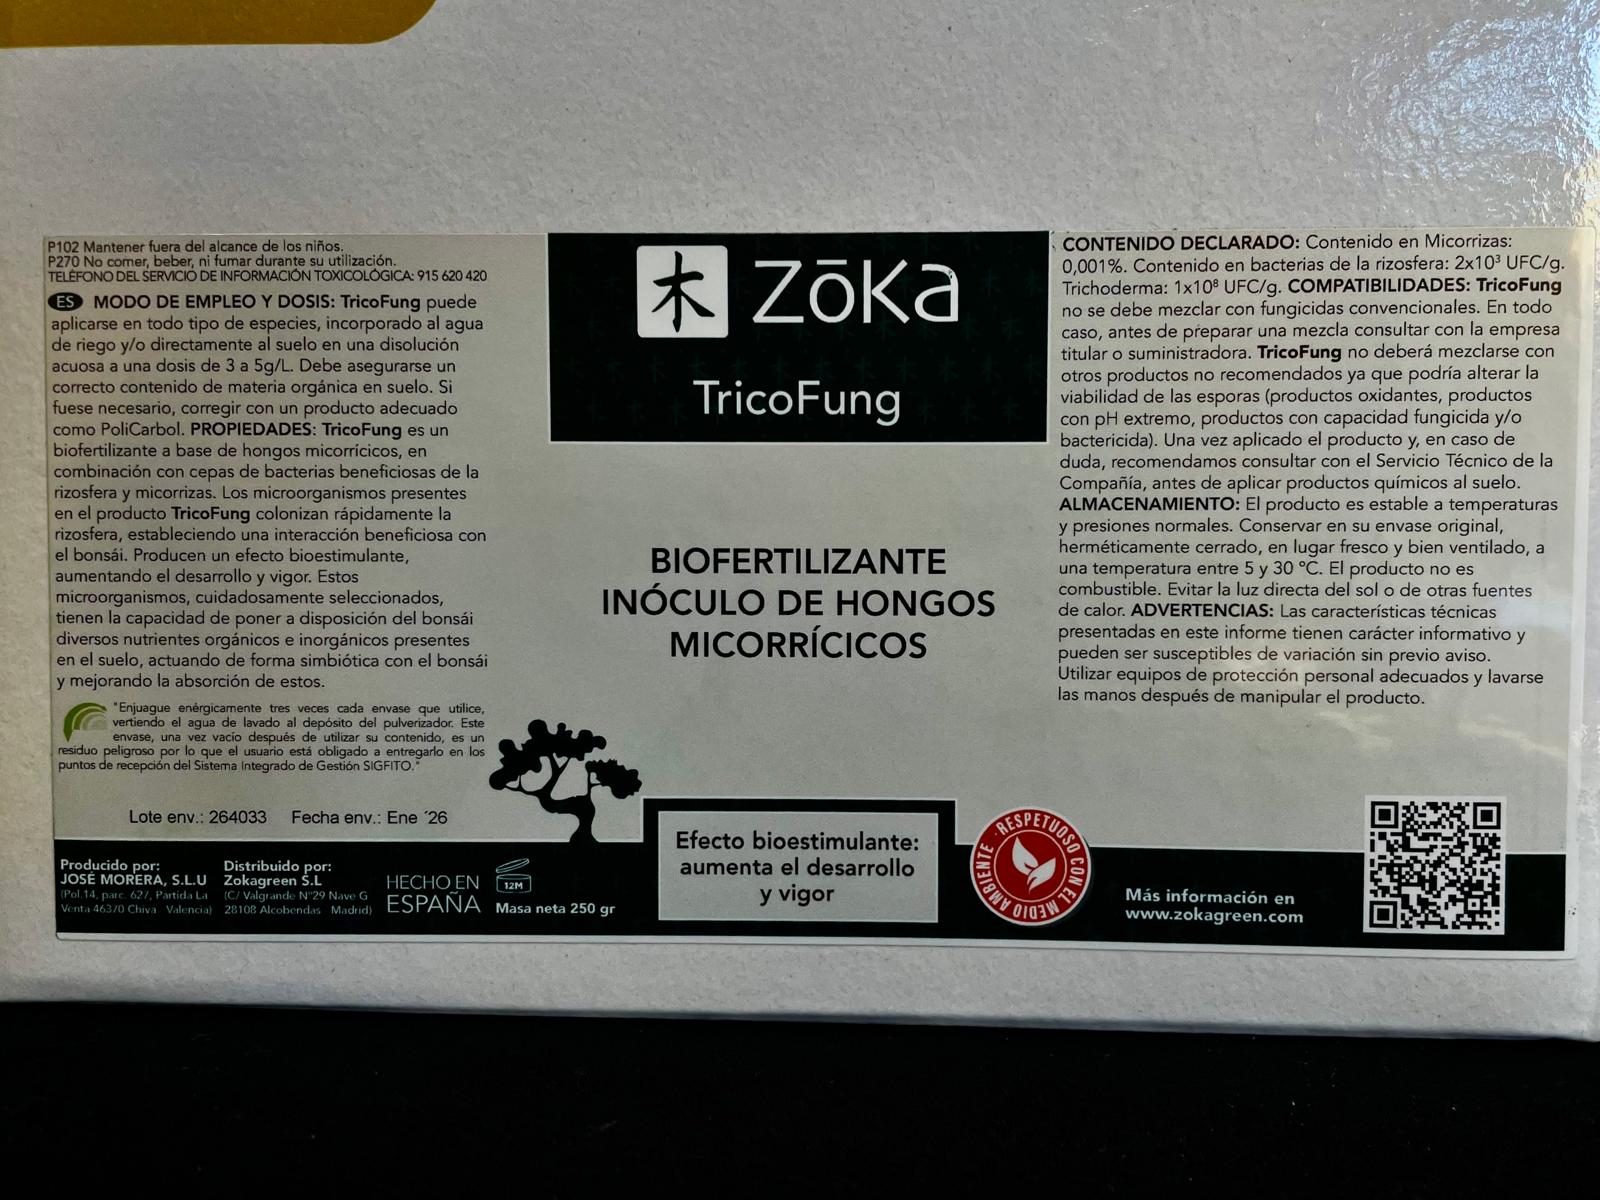 P102 Mantener fuera del alcance de los niños.
P270 No comer, beber, ni fumar durante su utilización.
TELÉFONO DEL SERVICIO DE INFORMACIÓN TOXICOLÓGICA: 915 620 420
ES MODO DE EMPLEO Y DOSIS: TricoFung puede
aplicarse en todo tipo de especies, incorporado al agua
de riego y/o directamente al suelo en una disolución
acuosa a una dosis de 3 a 5g/L. Debe asegurarse un
correcto contenido de materia orgánica en suelo. Si
fuese necesario, corregir con un producto adecuado
como PoliCarbol. PROPIEDADES: TricoFung es un
biofertilizante a base de hongos micorrícicos, en
combinación con cepas de bacterias beneficiosas de la
rizosfera y micorrizas. Los microorganismos presentes
en el producto TricoFung colonizan rápidamente la
rizosfera, estableciendo una interacción beneficiosa con
el bonsái. Producen un efecto bioestimulante,
aumentando el desarrollo y vigor. Estos
microorganismos, cuidadosamente seleccionados,
tienen la capacidad de poner a disposición del bonsái
diversos nutrientes orgánicos e inorgánicos presentes
en el suelo, actuando de forma simbiótica con el bonsái
y mejorando la absorción de estos.
"Enjuague enérgicamente tres veces cada envase que utilice,
vertiendo el agua de lavado al depósito del pulverizador. Este
envase, una vez vacío después de utilizar su contenido, es un
residuo peligroso por lo que el usuario está obligado a entregarlo en los
puntos de recepción del Sistema Integrado de Gestión SIGFITO."
Lote env.: 264033 Fecha env.: Ene ´26
Producido por:
JOSÉ MORERA, S.L.U
(Pol.14, parc. 627, Partida La
Venta 46370 Chiva Valencia)
Distribuido por:
Zokagreen S.L
(C/ Valgrande Nº29 Nave G
28108 Alcobendas Madrid)
HECHO EN
ESPAÑA
12M
Masa neta 250 gr
木 ZōKa
TricoFung
BIOFERTILIZANTE
INÓCULO DE HONGOS
MICORRÍCICOS
Efecto bioestimulante:
aumenta el desarrollo
y vigor
RESPETUOSO CON EL MEDIO AMBIENTE
CONTENIDO DECLARADO: Contenido en Micorrizas:
0,001%. Contenido en bacterias de la rizosfera: 2x10³ UFC/g.
Trichoderma: 1x10⁸ UFC/g. COMPATIBILIDADES: TricoFung
no se debe mezclar con fungicidas convencionales. En todo
caso, antes de preparar una mezcla consultar con la empresa
titular o suministradora. TricoFung no deberá mezclarse con
otros productos no recomendados ya que podría alterar la
viabilidad de las esporas (productos oxidantes, productos
con pH extremo, productos con capacidad fungicida y/o
bactericida). Una vez aplicado el producto y, en caso de
duda, recomendamos consultar con el Servicio Técnico de la
Compañía, antes de aplicar productos químicos al suelo.
ALMACENAMIENTO: El producto es estable a temperaturas
y presiones normales. Conservar en su envase original,
herméticamente cerrado, en lugar fresco y bien ventilado, a
una temperatura entre 5 y 30 ºC. El producto no es
combustible. Evitar la luz directa del sol o de otras fuentes
de calor. ADVERTENCIAS: Las características técnicas
presentadas en este informe tienen carácter informativo y
pueden ser susceptibles de variación sin previo aviso.
Utilizar equipos de protección personal adecuados y lavarse
las manos después de manipular el producto.
Más información en
www.zokagreen.com